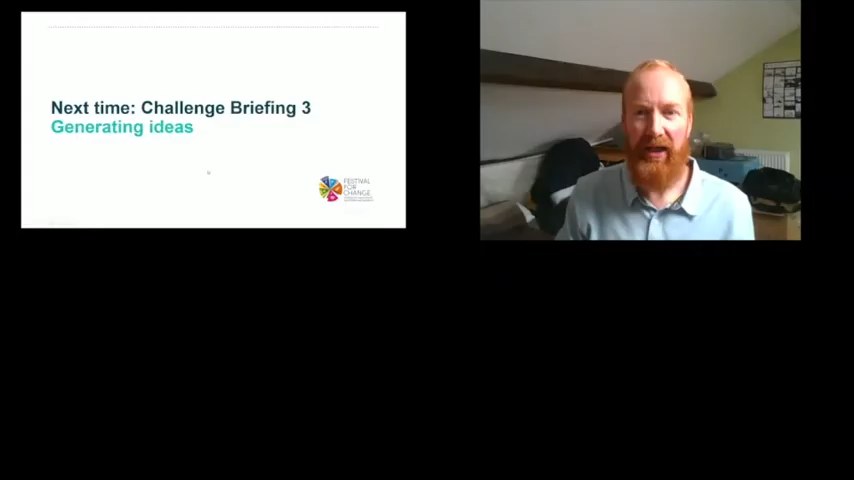 Next time: Challenge Briefing 3
Generating ideas
FESTIVAL
FOR
CHANGE